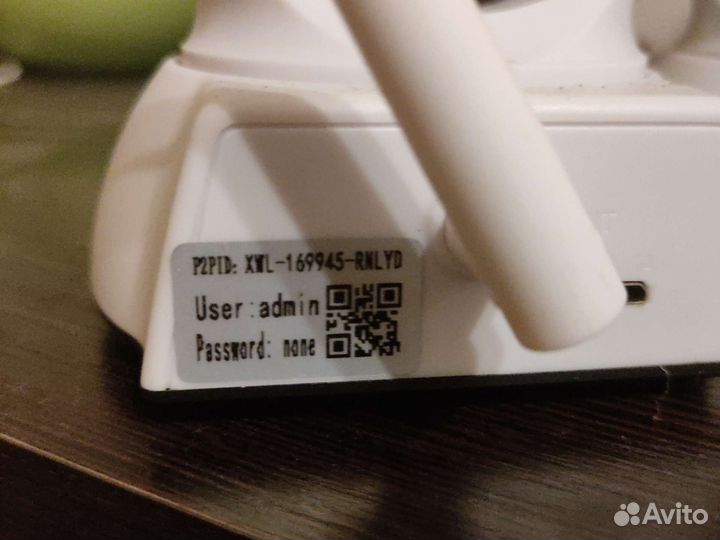 P2PID: XWL-169945-RNLYD
User:admin
Password: none
Avito